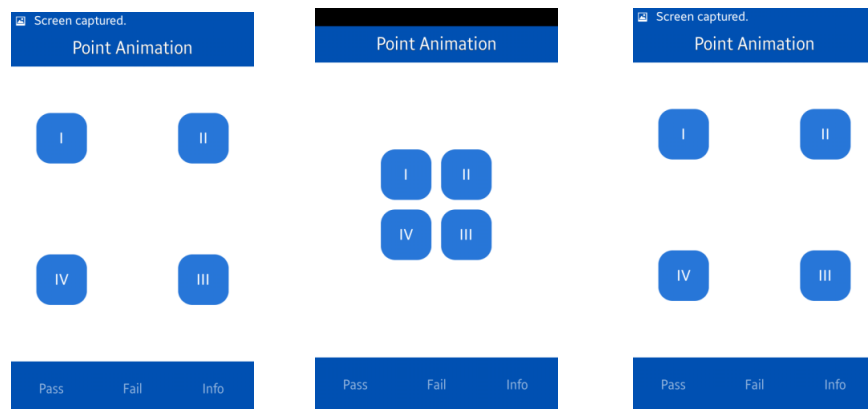 Screen captured.
Point Animation
I II
IV III
Pass Fail Info
Point Animation
I II
IV III
Pass Fail Info
Screen captured.
Point Animation
I II
IV III
Pass Fail Info